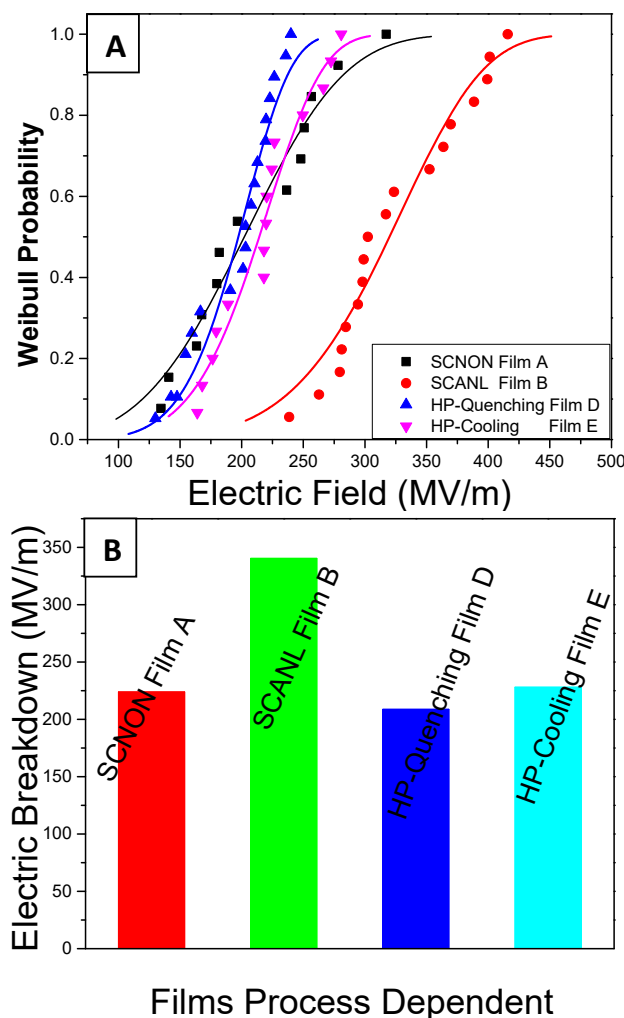 A
Weibull Probability
1.0
0.8
0.6
0.4
0.2
0.0
SCNON Film A
SCANL Film B
HP-Quenching Film D
HP-Cooling Film E
100 150 200 250 300 350 400 450 500
Electric Field (MV/m)
B
Electric Breakdown (MV/m)
350
300
250
200
150
100
50
0
SCNON Film A
SCANL Film B
HP-Quenching Film D
HP-Cooling Film E
Films Process Dependent